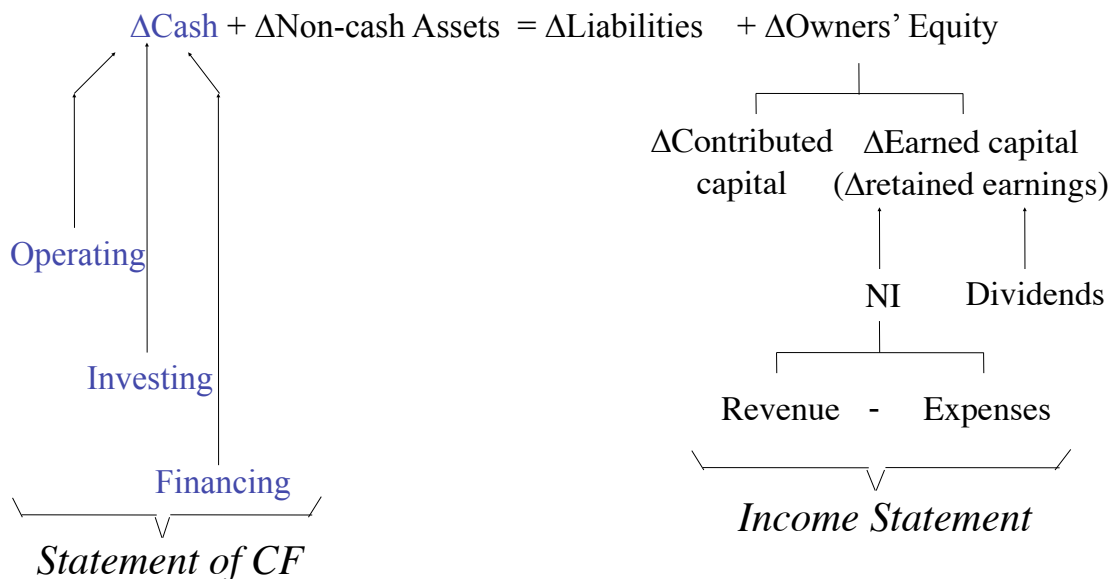 ΔCash + ΔNon-cash Assets = ΔLiabilities + ΔOwners' Equity
ΔContributed capital
ΔEarned capital
(Δretained earnings)
Operating
NI
Dividends
Investing
Revenue - Expenses
Financing
Income Statement
Statement of CF